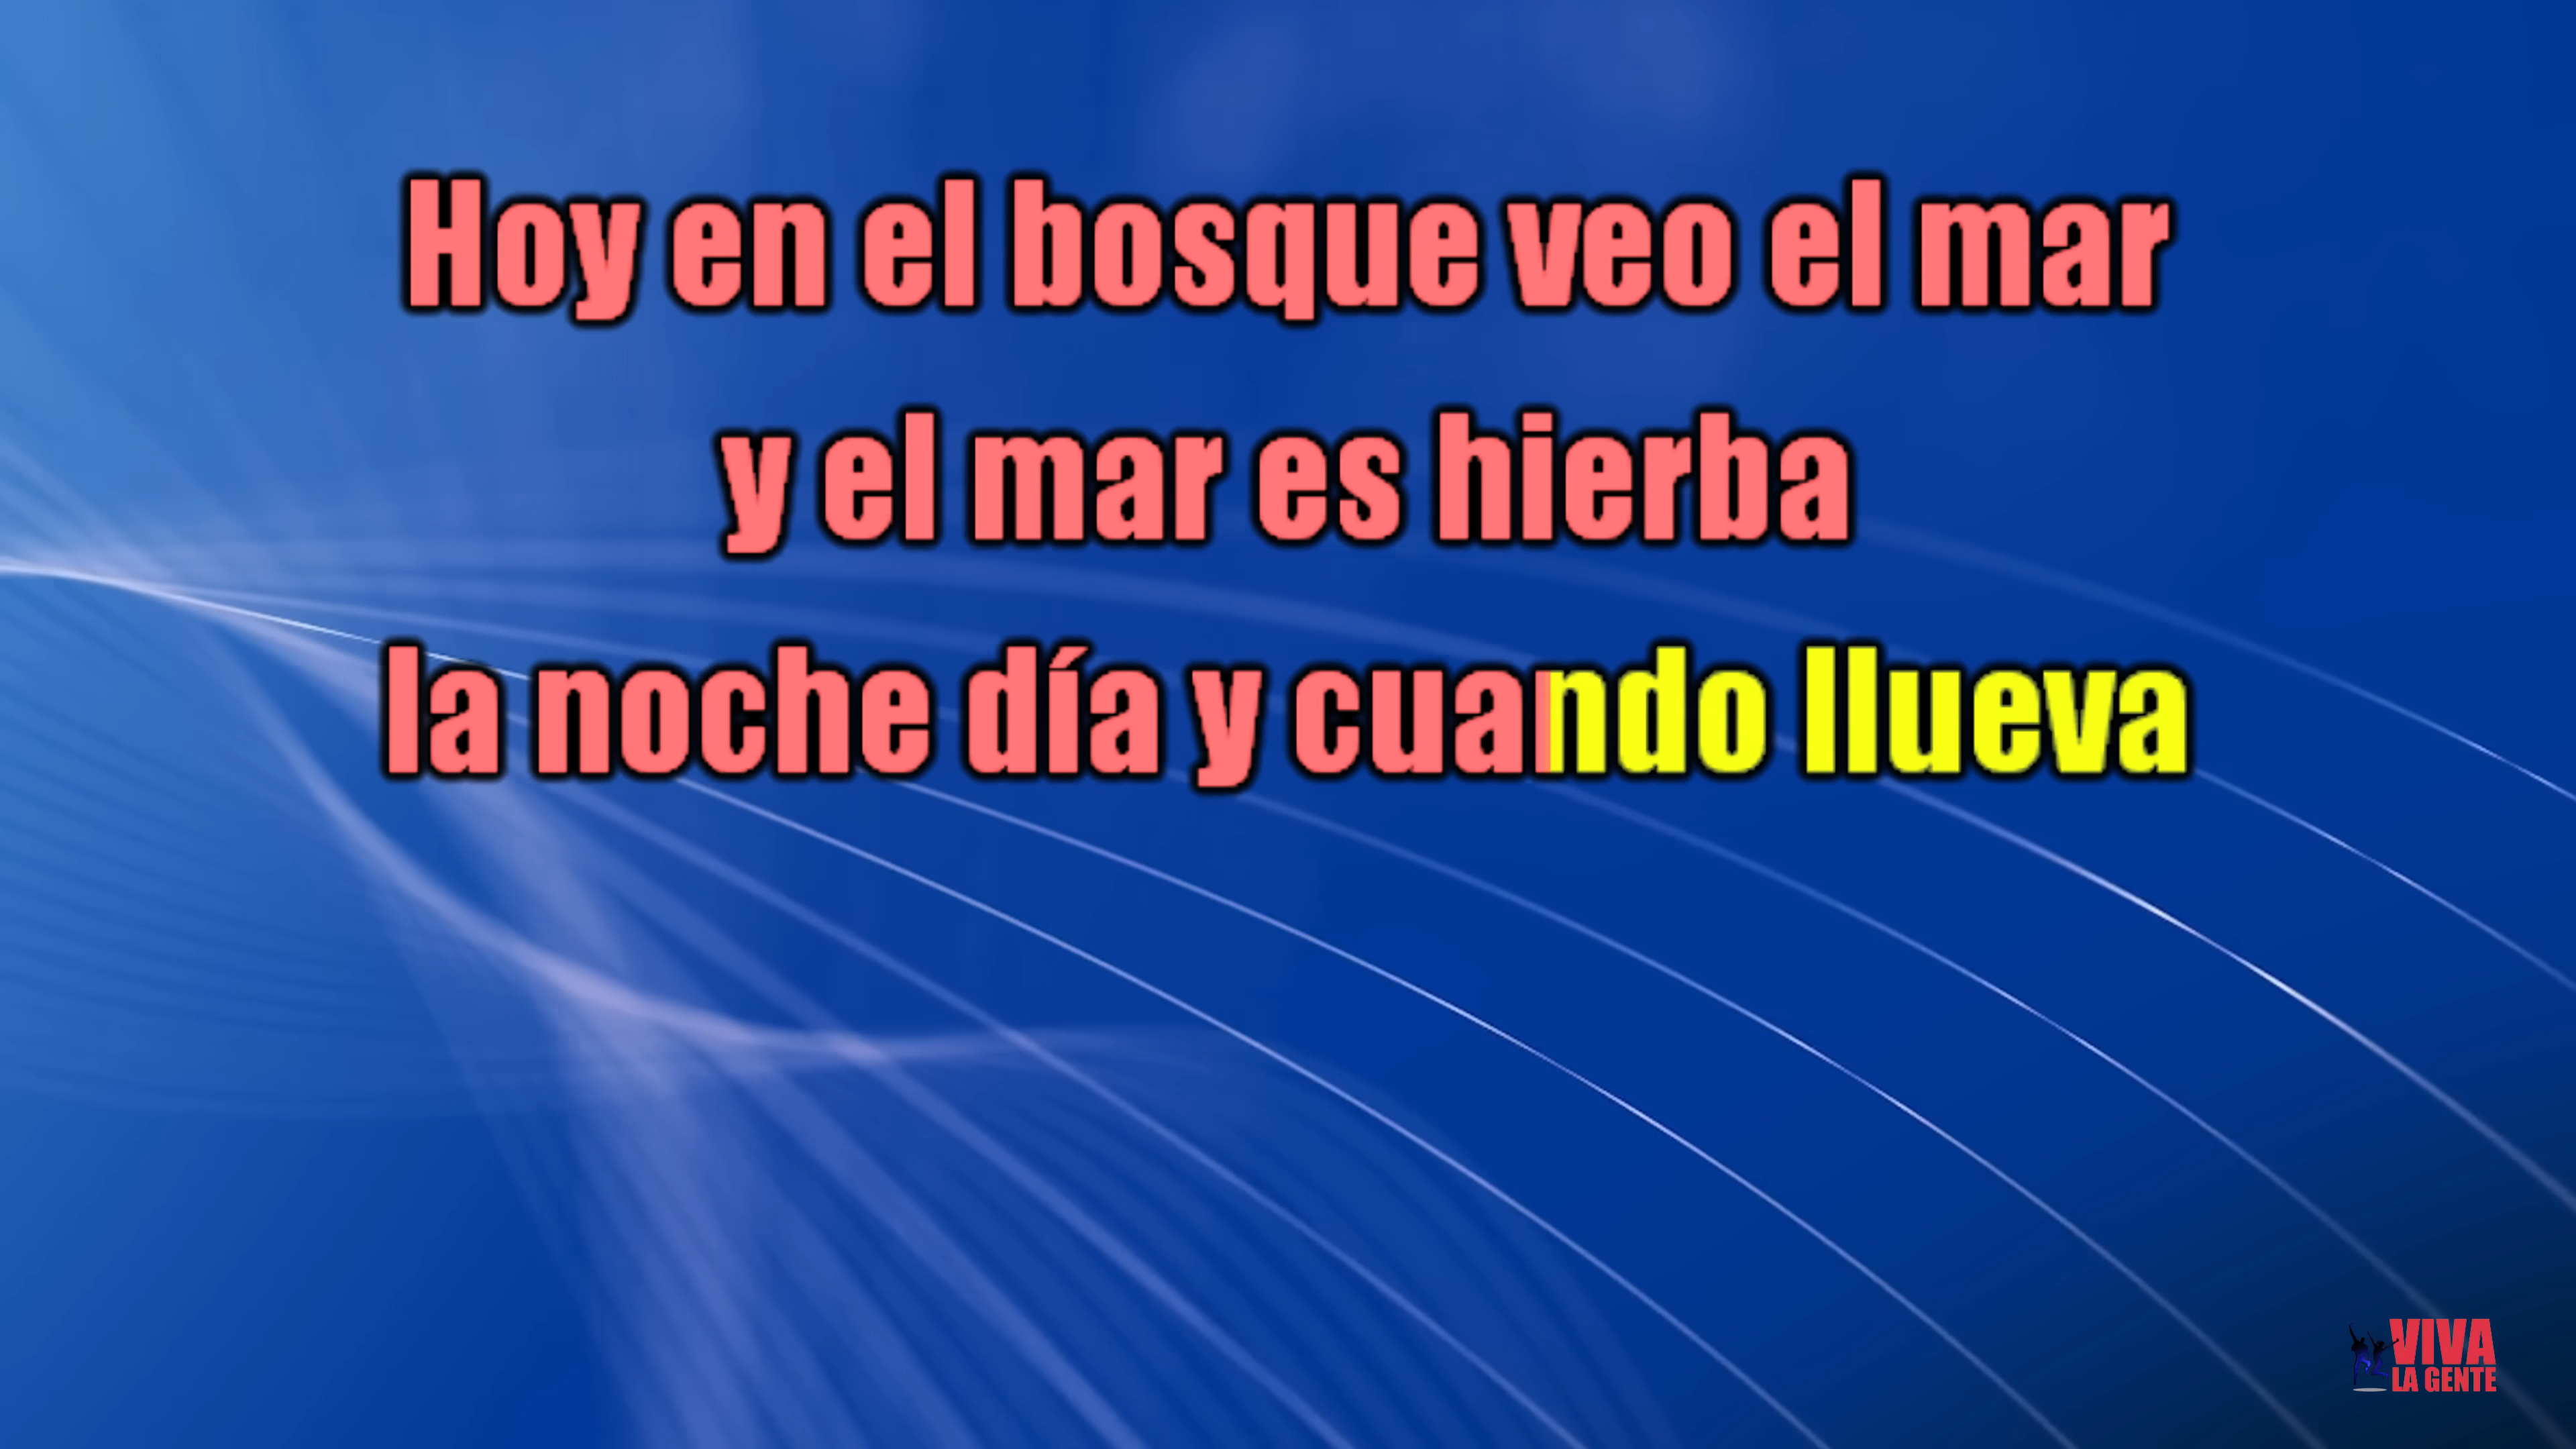 Hoy en el bosque veo el mar
y el mar es hierba
la noche día y cuando llueva
VIVA
LA GENTE